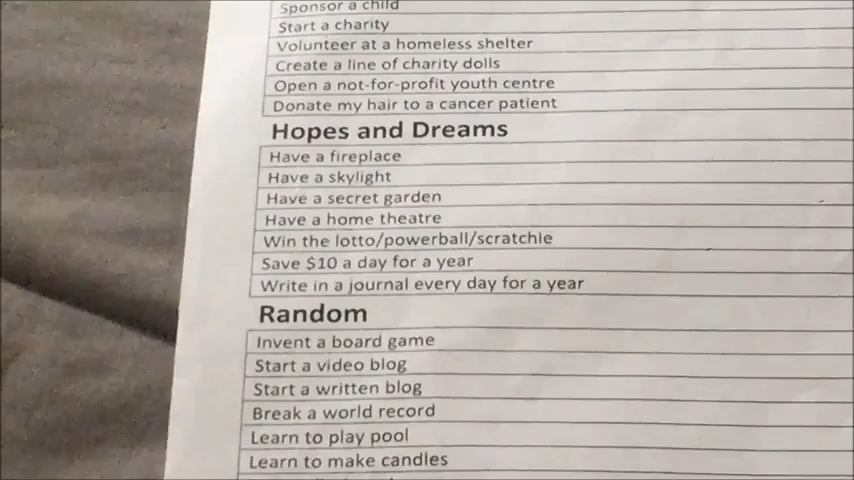 Sponsor a child
Start a charity
Volunteer at a homeless shelter
Create a line of charity dolls
Open a not-for-profit youth centre
Donate my hair to a cancer patient
Hopes and Dreams
Have a fireplace
Have a skylight
Have a secret garden
Have a home theatre
Win the lotto/powerball/scratchie
Save $10 a day for a year
Write in a journal every day for a year
Random
Invent a board game
Start a video blog
Start a written blog
Break a world record
Learn to play pool
Learn to make candles